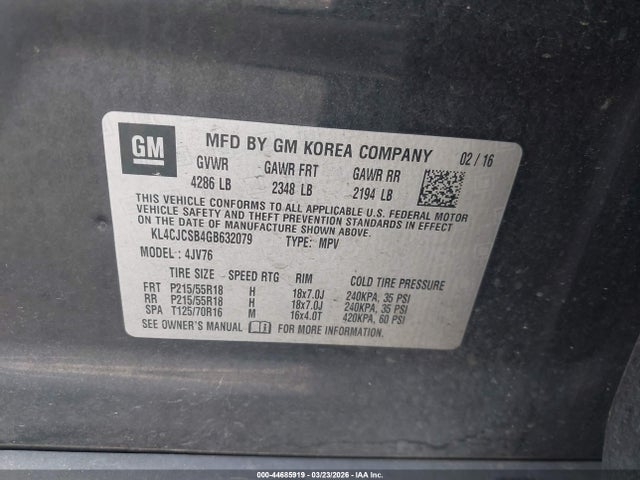 GM
MFD BY GM KOREA COMPANY 02 / 16
GVWR GAWR FRT GAWR RR
4286 LB 2348 LB 2194 LB
THIS VEHICLE CONFORMS TO ALL APPLICABLE U.S. FEDERAL MOTOR
VEHICLE SAFETY AND THEFT PREVENTION STANDARDS IN EFFECT
ON THE DATE OF MANUFACTURE SHOWN ABOVE.
KL4CJCSB4GB632079 TYPE: MPV
MODEL: 4JV76
TIRE SIZE SPEED RTG RIM COLD TIRE PRESSURE
FRT P215/55R18 H 18x7.0J 240KPA, 35 PSI
RR P215/55R18 H 18x7.0J 240KPA, 35 PSI
SPA T125/70R16 M 16x4.0T 420KPA, 60 PSI
SEE OWNER'S MANUAL FOR MORE INFORMATION.
000-44685919 - 03/23/2026 - IAA Inc.